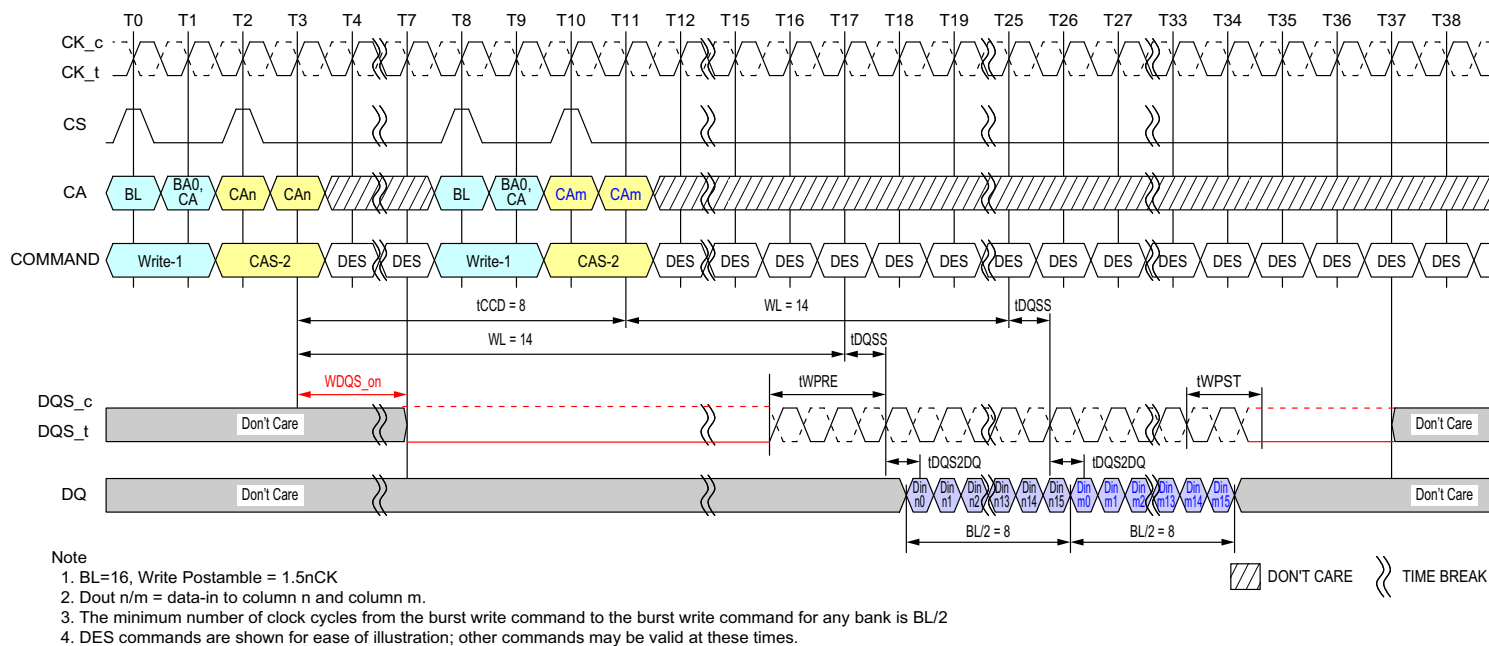 T0 T1 T2 T3 T4 T7 T8 T9 T10 T11 T12 T15 T16 T17 T18 T19 T25 T26 T27 T33 T34 T35 T36 T37 T38
CK_c
CK_t
CS
CA
BL
BA0,
CA
CAn
CAn
BL
BA0,
CA
CAm
CAm
COMMAND
Write-1 CAS-2 DES DES Write-1 CAS-2 DES DES DES DES DES DES DES DES DES DES DES DES DES DES DES
tCCD = 8 WL = 14 tDQSS
WL = 14 tDQSS
WDQS_on tWPRE tWPST
DQS_c
DQS_t
Don't Care Don't Care
tDQS2DQ tDQS2DQ
DQ
Don't Care
Din
n0
Din
n1
Din
n2
Din
n13
Din
n14
Din
n15
Din
m0
Din
m1
Din
m2
Din
m13
Din
m14
Din
m15
Don't Care
BL/2 = 8 BL/2 = 8
Note
1. BL=16, Write Postamble = 1.5nCK
2. Dout n/m = data-in to column n and column m.
3. The minimum number of clock cycles from the burst write command to the burst write command for any bank is BL/2
4. DES commands are shown for ease of illustration; other commands may be valid at these times.
DON'T CARE TIME BREAK